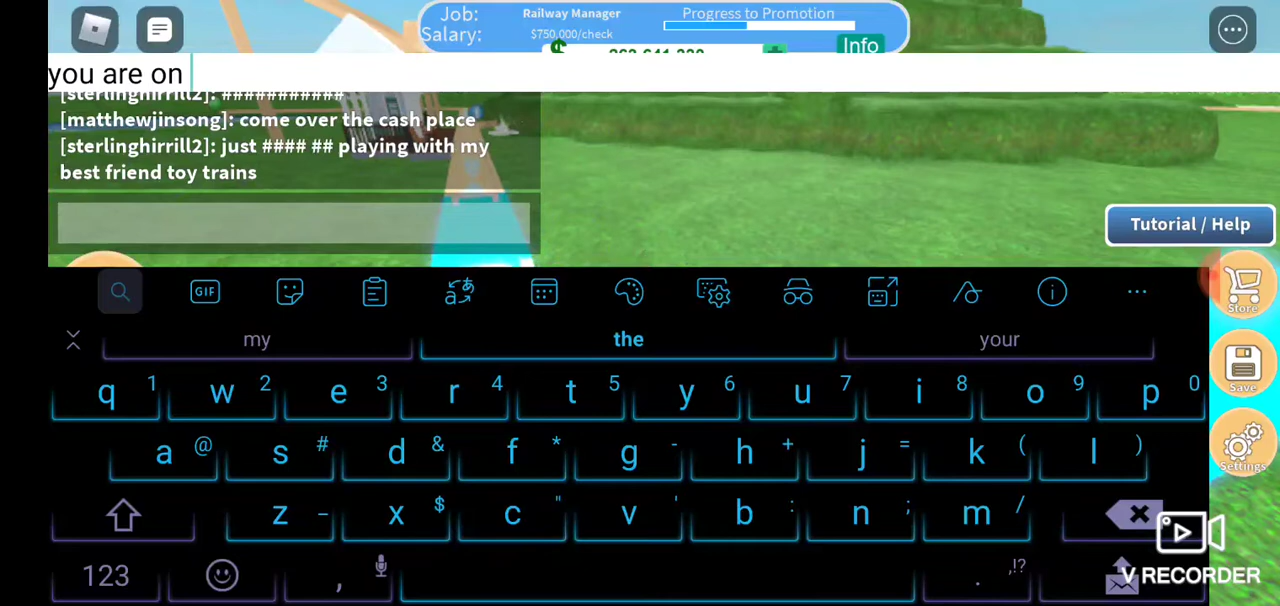 Job: Railway Manager Progress to Promotion
Salary: $750,000/check
Info
you are on
[sterlinghirrill2]: ###########
[matthewjinsong]: come over the cash place
[sterlinghirrill2]: just #### ## playing with my
best friend toy trains
Tutorial / Help
Store
GIF
my the your
q 1 w 2 e 3 r 4 t 5 y 6 u 7 i 8 o 9 p 0
Save
a @ s # d & f * g - h + j = k ( l )
Settings
z _ x $ c " v ' b : n ; m /
123 , . ,!?
V RECORDER